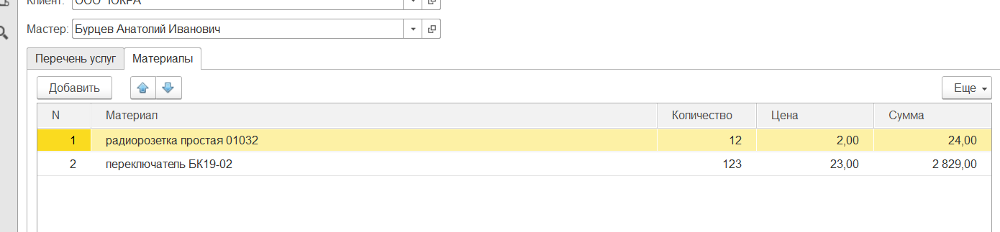 Клиент: ООО
Мастер: Бурцев Анатолий Иванович
Перечень услуг Материалы
Добавить Еще
N Материал Количество Цена Сумма
1 радиорозетка простая 01032 12 2,00 24,00
2 переключатель БК19-02 123 23,00 2 829,00